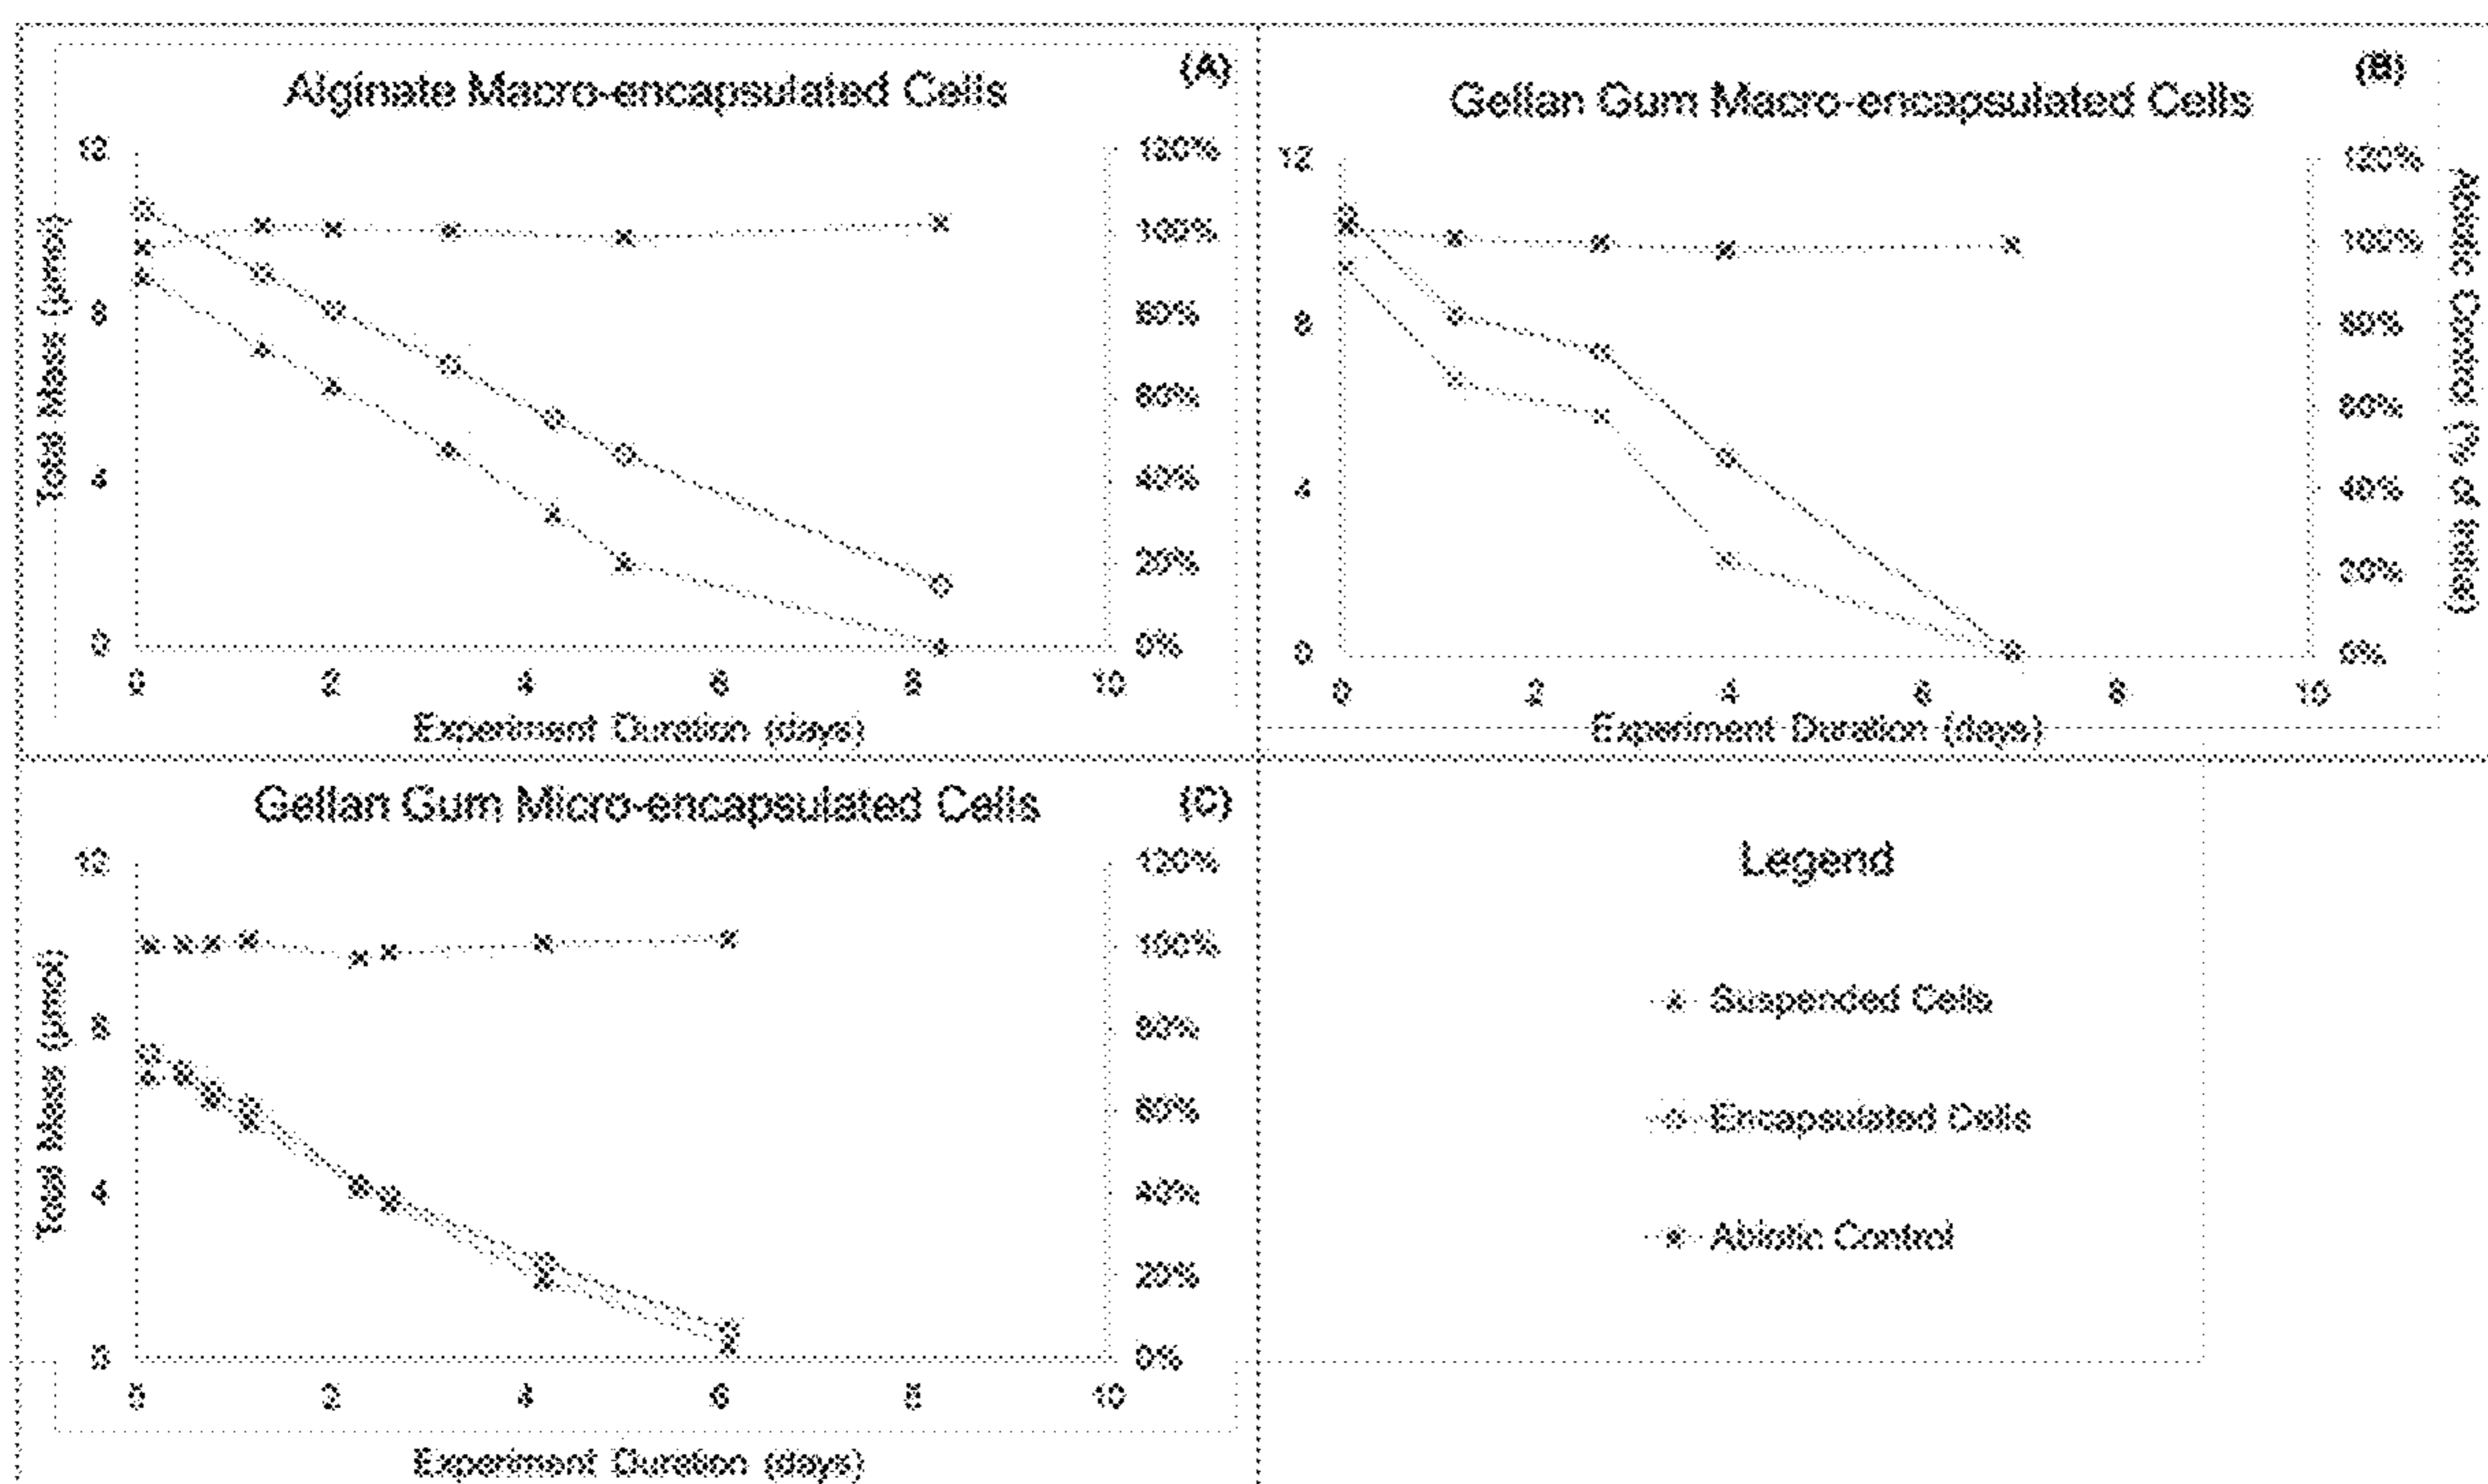 (A)
Alginate Macro-encapsulated Cells
12
8
4
0
Total Mass (µmol)
120%
100%
80%
60%
40%
20%
0%
0 2 4 6 8 10
Experiment Duration (days)
(B)
Gellan Gum Macro-encapsulated Cells
12
8
4
0
120%
100%
80%
60%
40%
20%
0%
Abiotic Control (% of Initial)
0 2 4 6 8 10
Experiment Duration (days)
(C)
Gellan Gum Micro-encapsulated Cells
12
8
4
0
Total Mass (µmol)
120%
100%
80%
60%
40%
20%
0%
0 2 4 6 8 10
Experiment Duration (days)
Legend
Suspended Cells
Encapsulated Cells
Abiotic Control